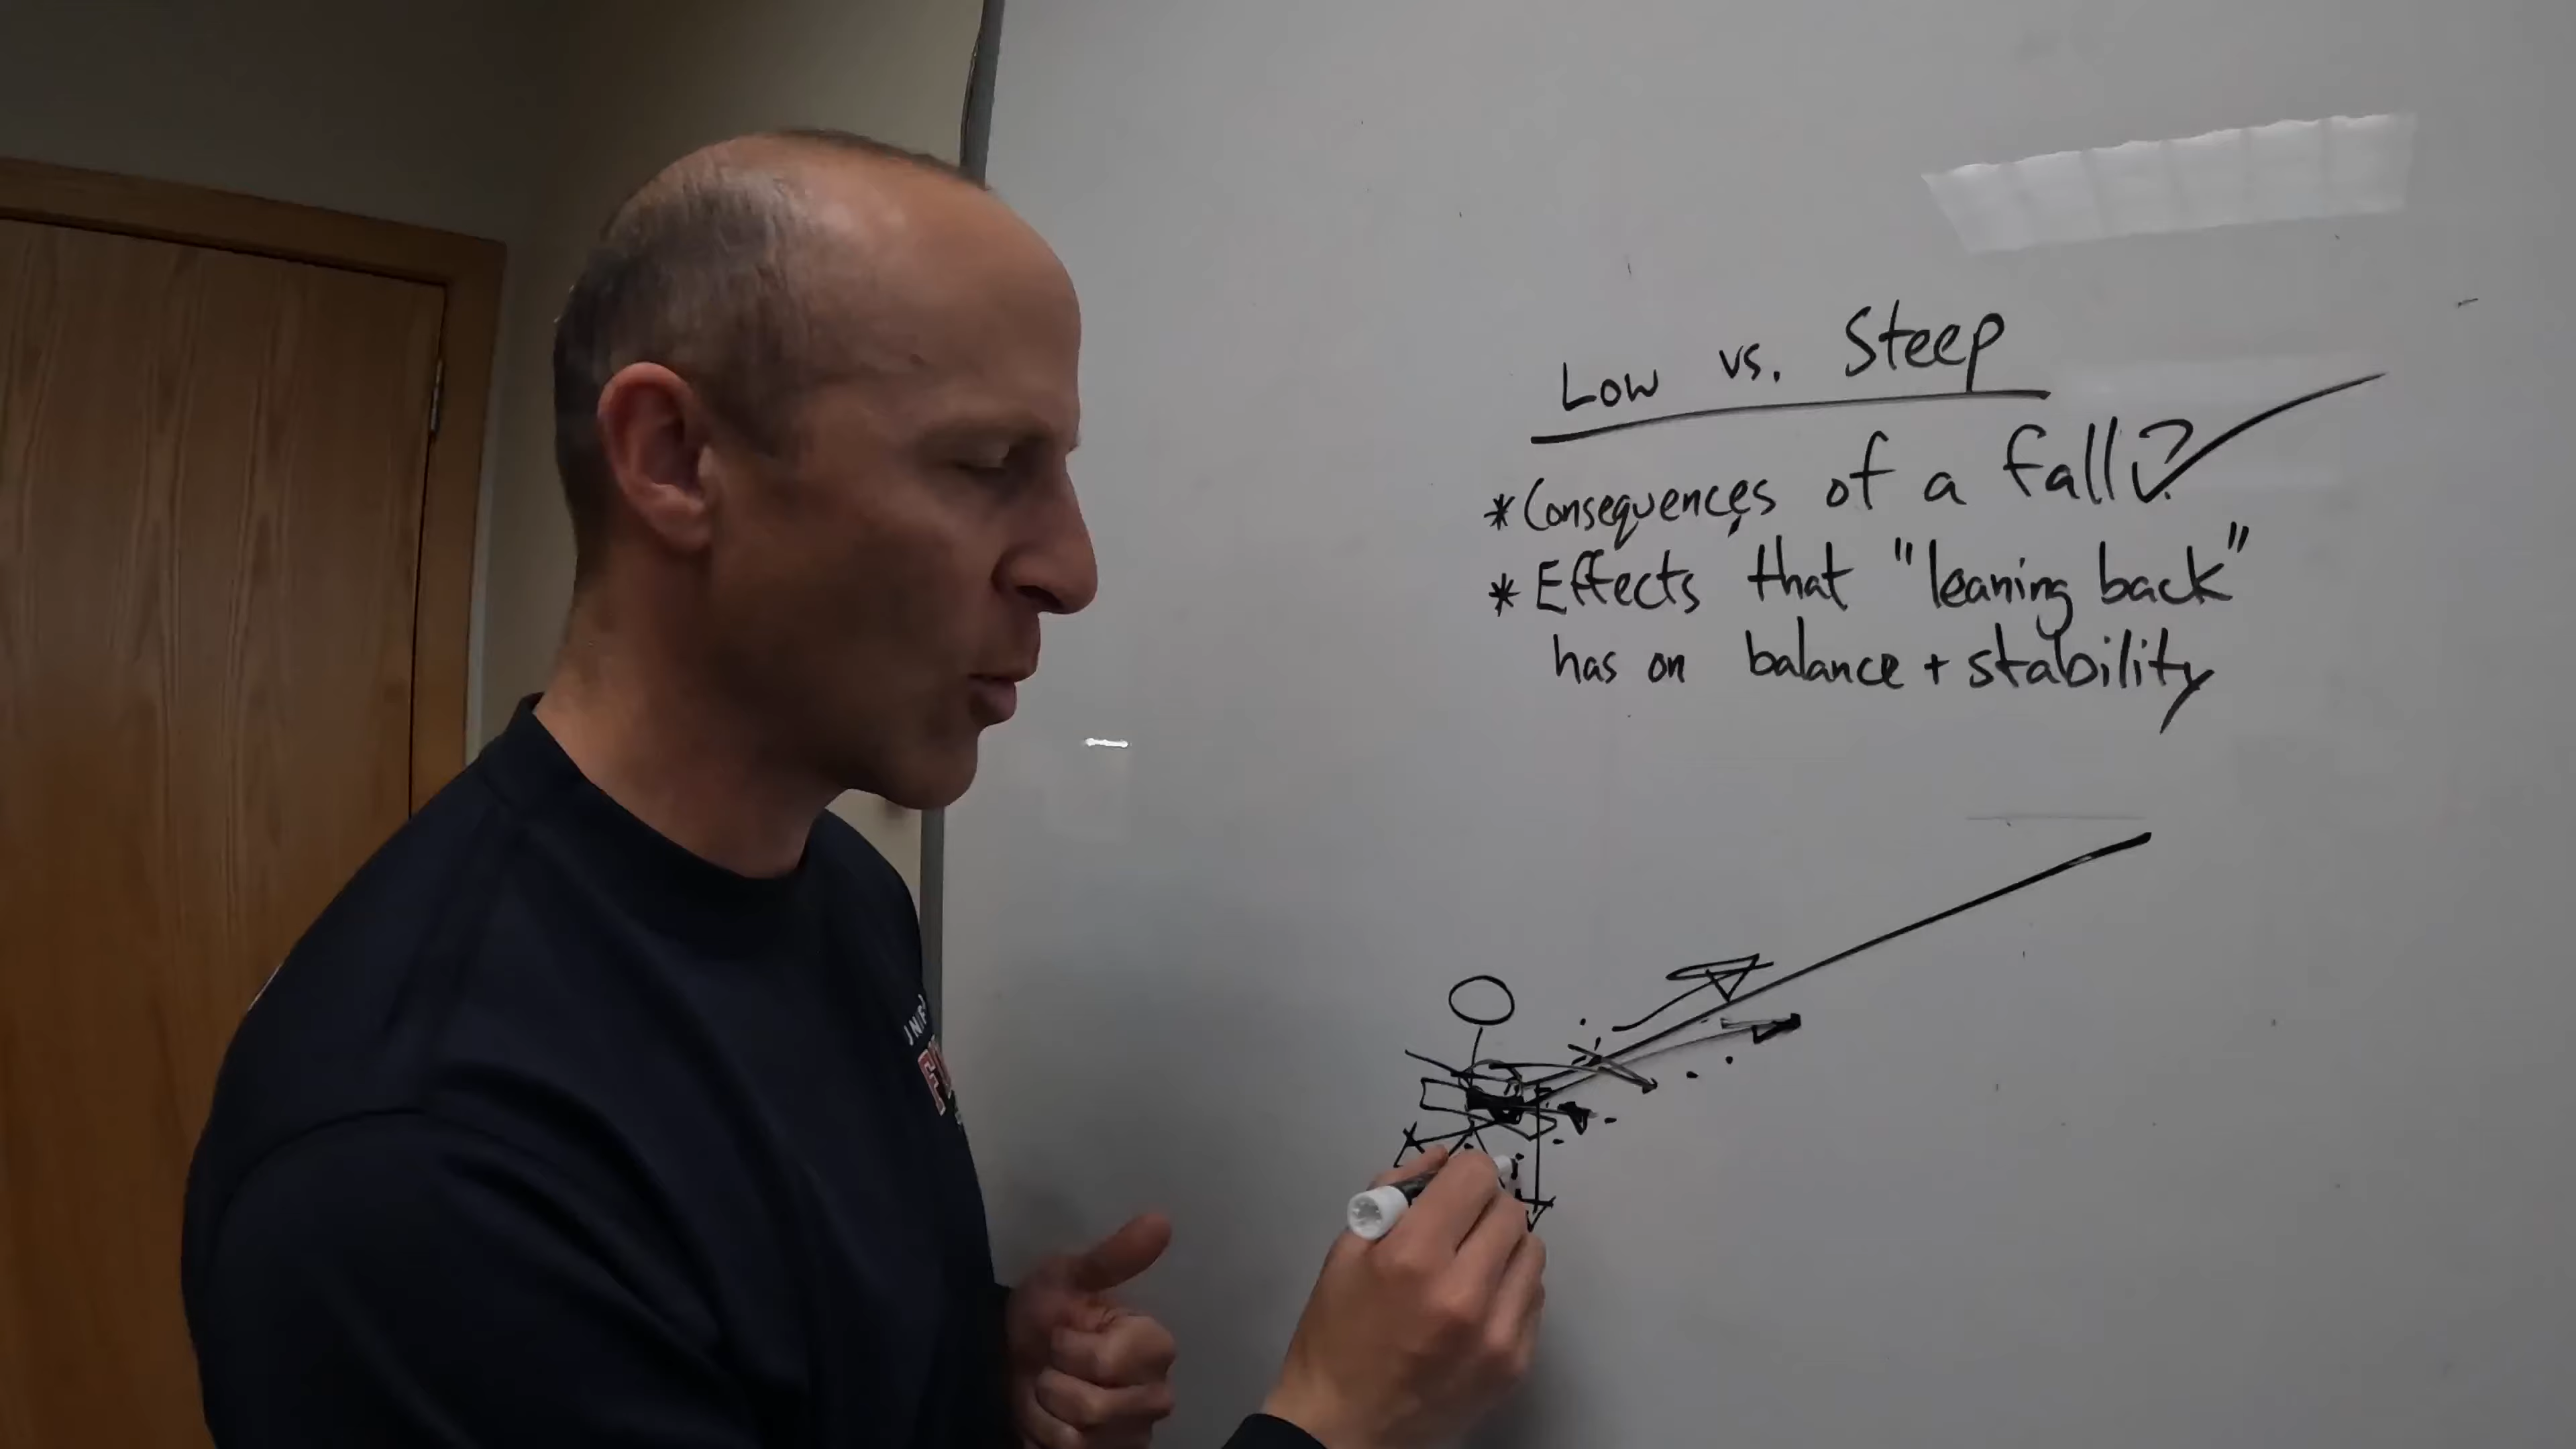 Low vs. Steep
* Consequences of a fall?
* Effects that "leaning back"
has on balance + stability